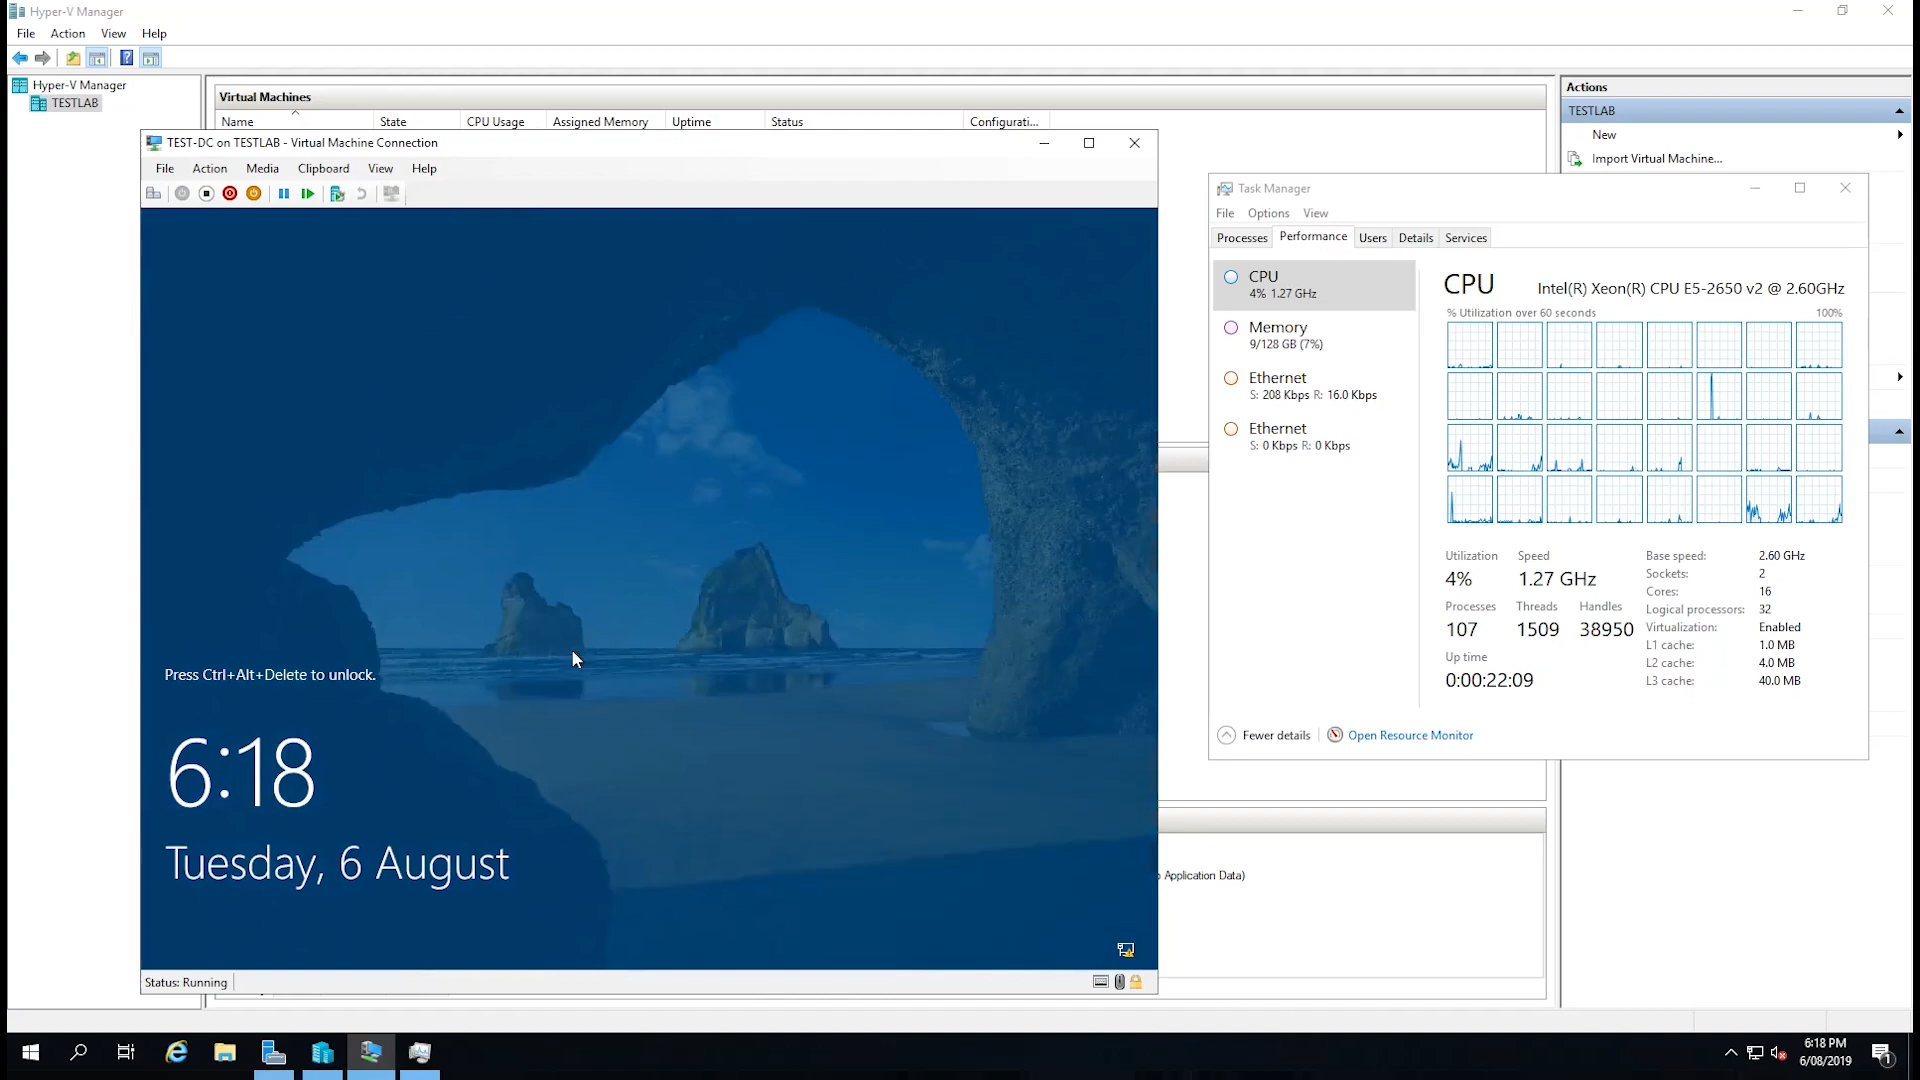 Hyper-V Manager
File Action View Help
Hyper-V Manager
TESTLAB
Virtual Machines
Name State CPU Usage Assigned Memory Uptime Status Configurati...
Actions
TESTLAB
New
Import Virtual Machine...
TEST-DC on TESTLAB - Virtual Machine Connection
File Action Media Clipboard View Help
Press Ctrl+Alt+Delete to unlock.
6:18
Tuesday, 6 August
Status: Running
Task Manager
File Options View
Processes Performance Users Details Services
CPU
4% 1.27 GHz
Memory
9/128 GB (7%)
Ethernet
S: 208 Kbps R: 16.0 Kbps
Ethernet
S: 0 Kbps R: 0 Kbps
CPU Intel(R) Xeon(R) CPU E5-2650 v2 @ 2.60GHz
% Utilization over 60 seconds 100%
Utilization Speed
4% 1.27 GHz
Processes Threads Handles
107 1509 38950
Up time
0:00:22:09
Base speed: 2.60 GHz
Sockets: 2
Cores: 16
Logical processors: 32
Virtualization: Enabled
L1 cache: 1.0 MB
L2 cache: 4.0 MB
L3 cache: 40.0 MB
Fewer details Open Resource Monitor
Application Data)
6:18 PM
6/08/2019
1